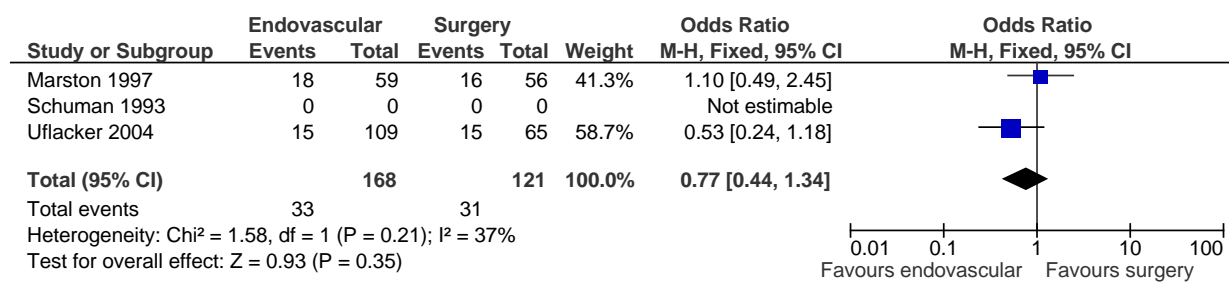 Endovascular Surgery Odds Ratio Odds Ratio
Study or Subgroup Events Total Events Total Weight M-H, Fixed, 95% CI M-H, Fixed, 95% CI
Marston 1997 18 59 16 56 41.3% 1.10 [0.49, 2.45]
Schuman 1993 0 0 0 0 Not estimable
Uflacker 2004 15 109 15 65 58.7% 0.53 [0.24, 1.18]
Total (95% CI) 168 121 100.0% 0.77 [0.44, 1.34]
Total events 33 31
Heterogeneity: Chi² = 1.58, df = 1 (P = 0.21); I² = 37%
Test for overall effect: Z = 0.93 (P = 0.35)
0.01 0.1 1 10 100
Favours endovascular Favours surgery